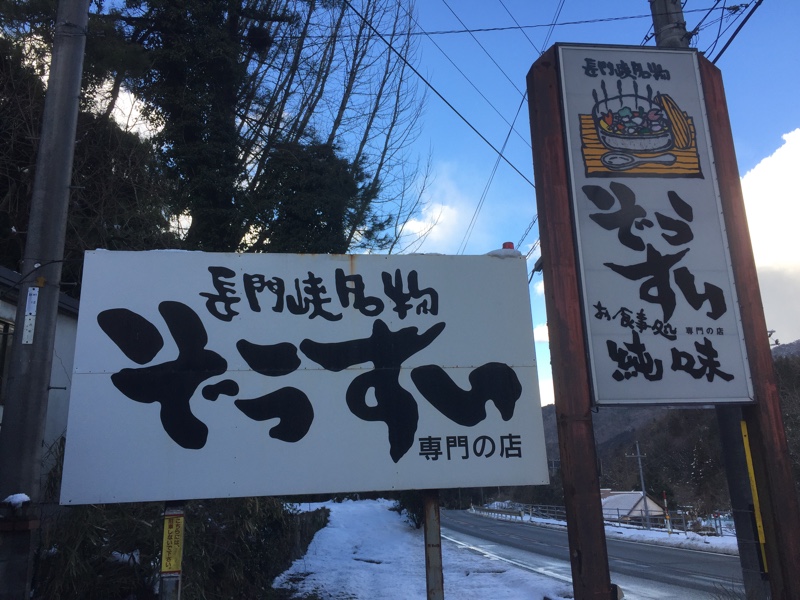 長門峡名物
ぞうすい
専門の店
長門峡名物
ぞうすい
お食事処 専門の店
純味